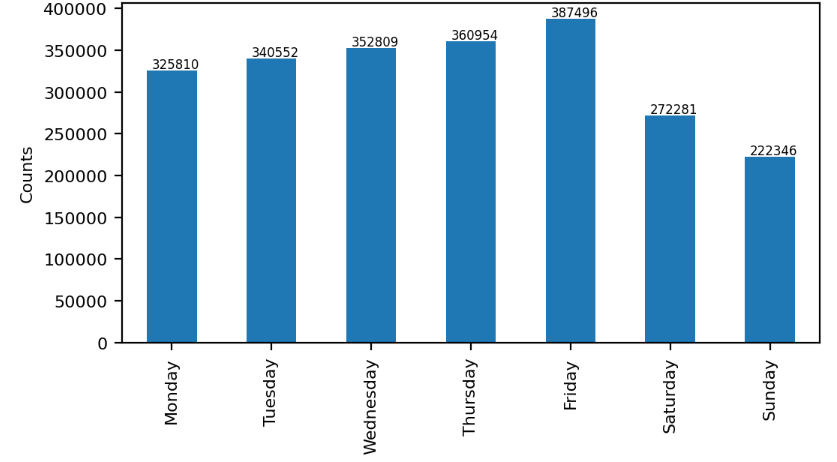 400000
350000
300000
250000
200000
150000
100000
50000
0
Counts
325810
340552
352809
360954
387496
272281
222346
Monday
Tuesday
Wednesday
Thursday
Friday
Saturday
Sunday